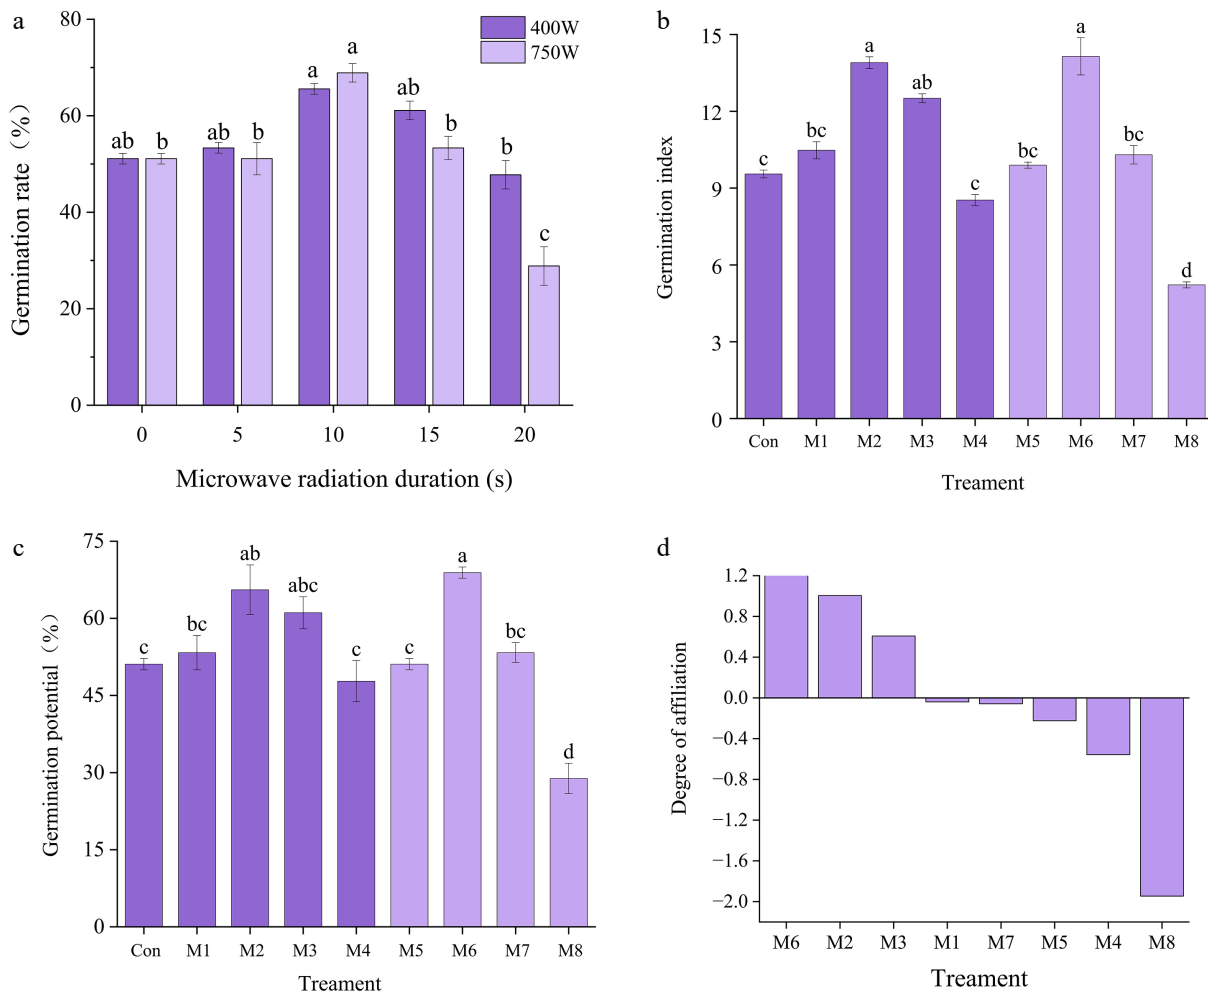 a
80
60
40
20
0
Germination rate（%）
400W
750W
ab b ab b a a ab b b c
0 5 10 15 20
Microwave radiation duration (s)
b
15
12
9
6
3
0
Germination index
c bc a ab c bc a bc d
Con M1 M2 M3 M4 M5 M6 M7 M8
Treament
c
75
60
45
30
15
0
Germination potential（%）
c bc ab abc c c a bc d
Con M1 M2 M3 M4 M5 M6 M7 M8
Treament
d
1.2
0.8
0.4
0.0
−0.4
−0.8
−1.2
−1.6
−2.0
Degree of affiliation
M6 M2 M3 M1 M7 M5 M4 M8
Treament